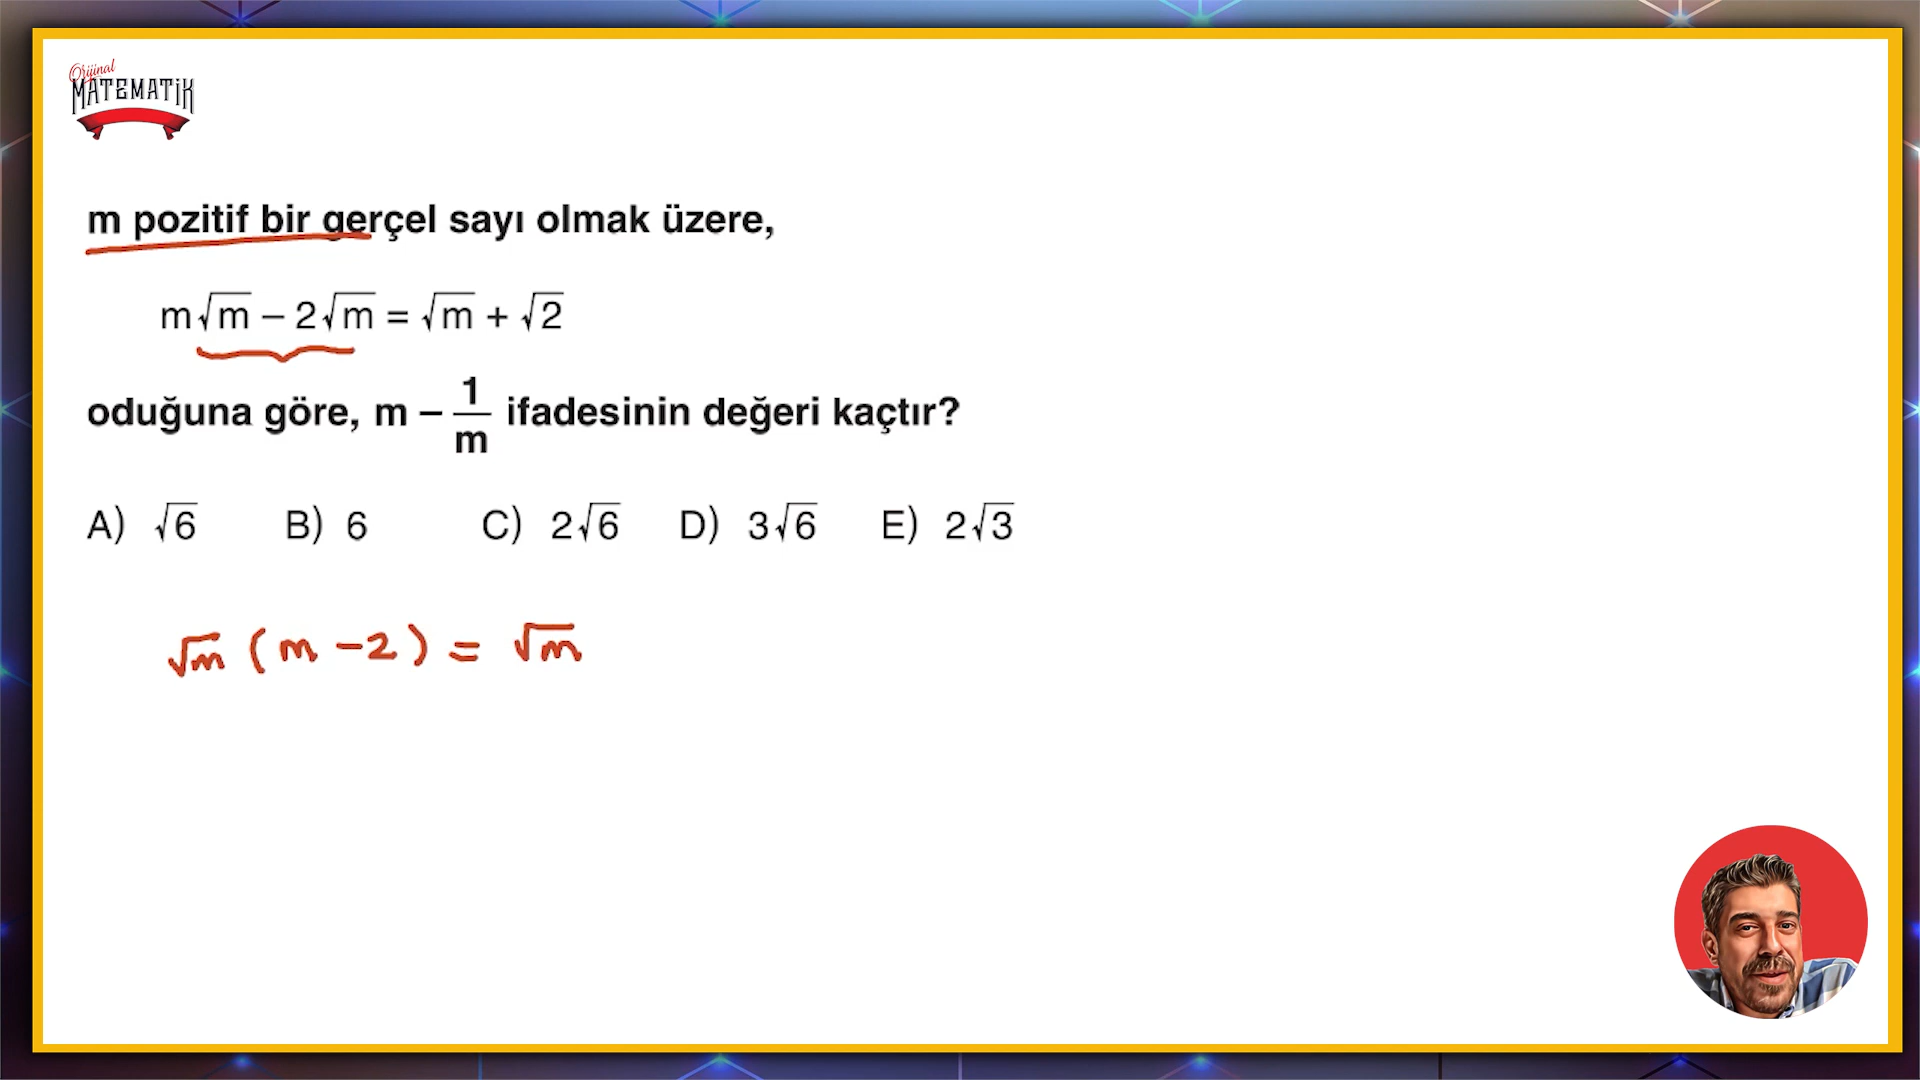 Orijinal
MATEMATİK
m pozitif bir gerçel sayı olmak üzere,
m√m – 2√m = √m + √2
oduğuna göre, m – 1/m ifadesinin değeri kaçtır?
A) √6 B) 6 C) 2√6 D) 3√6 E) 2√3
√m (m – 2) = √m